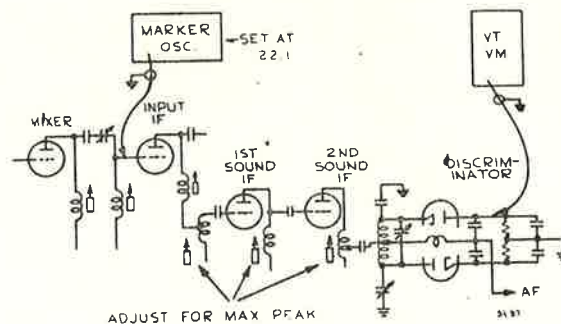 MARKER
OSC.
SET AT
22.1
VT
VM
INPUT
IF
MIXER
1ST
SOUND
IF
2ND
SOUND
IF
DISCRIM-
INATOR
AF
ADJUST FOR MAX PEAK